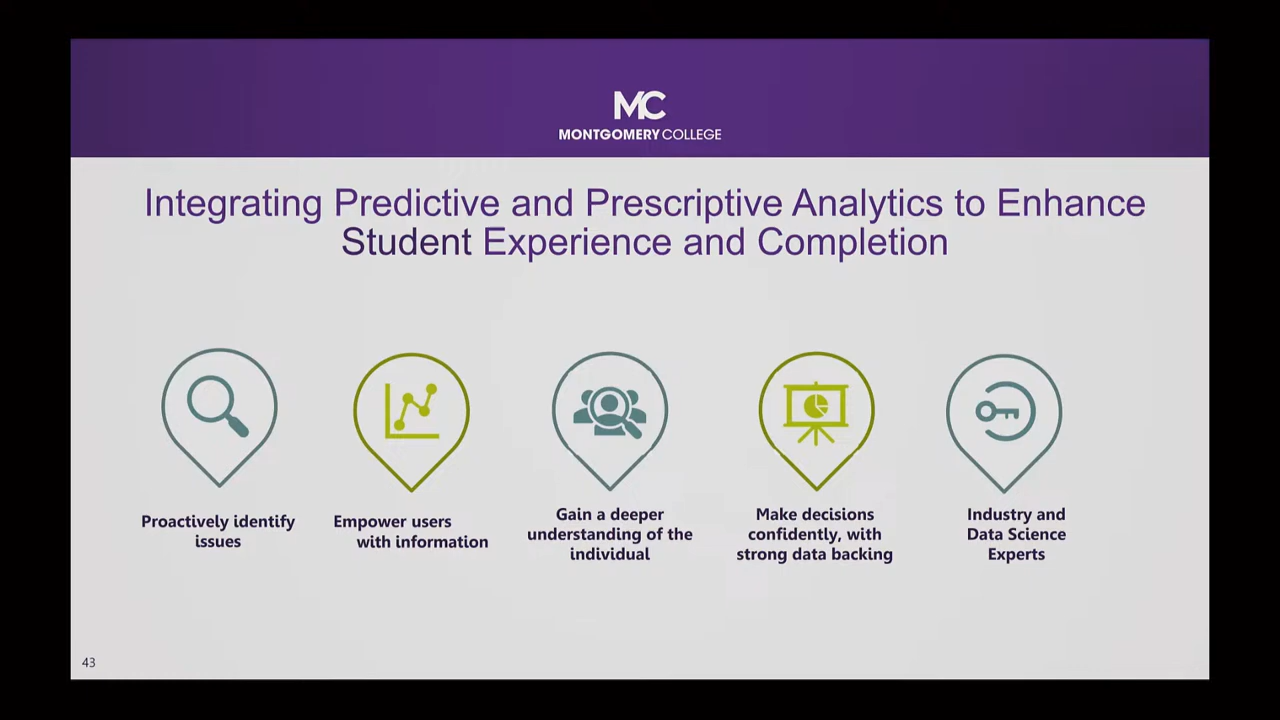 MC
MONTGOMERY COLLEGE
Integrating Predictive and Prescriptive Analytics to Enhance
Student Experience and Completion
Proactively identify
issues
Empower users
with information
Gain a deeper
understanding of the
individual
Make decisions
confidently, with
strong data backing
Industry and
Data Science
Experts
43